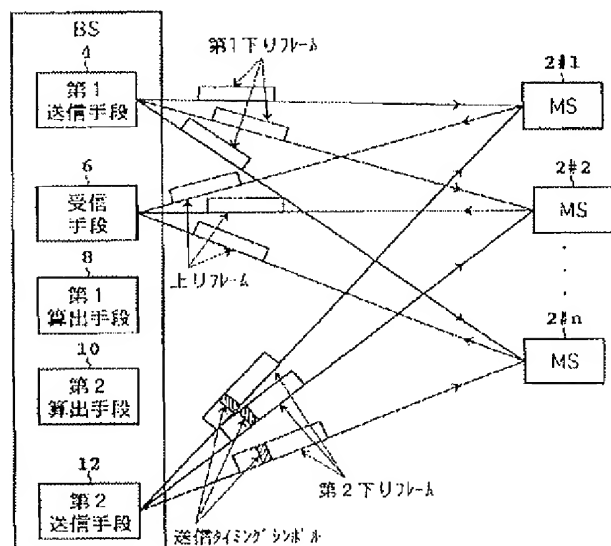 BS
4
第1
送信手段
6
受信
手段
8
第1
算出手段
10
第2
算出手段
12
第2
送信手段
第1下りフレーム
上りフレーム
第2下りフレーム
送信タイミングシンボル
2#1
MS
2#2
MS
2#n
MS